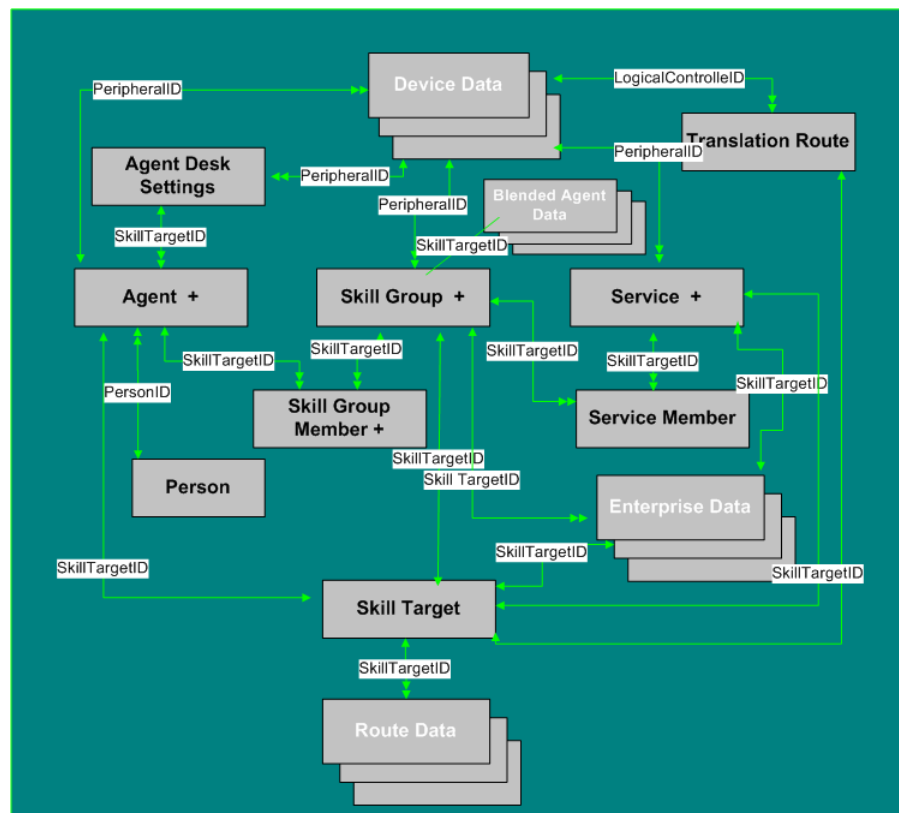 Device Data
LogicalControlleID
PeripheralID
Translation Route
PeripheralID
Agent Desk
Settings
PeripheralID
PeripheralID
Blended Agent
Data
SkillTargetID
SkillTargetID
Agent +
Skill Group +
Service +
SkillTargetID
SkillTargetID
SkillTargetID
SkillTargetID
SkillTargetID
PersonID
Skill Group
Member +
Service Member
SkillTargetID
Skill TargetID
Person
Enterprise Data
SkillTargetID
SkillTargetID
SkillTargetID
Skill Target
SkillTargetID
Route Data